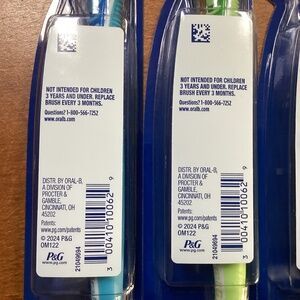 NOT INTENDED FOR CHILDREN
3 YEARS AND UNDER. REPLACE
BRUSH EVERY 3 MONTHS.
Questions? 1-800-566-7252
www.oralb.com
DISTR. BY ORAL-B,
A DIVISION OF
PROCTER &
GAMBLE,
CINCINNATI, OH
45202
Patents:
www.pg.com/patents
© 2024 P&G
OM122
P&G
www.pg.com
3 00410 10062 9
21049694
NOT INTENDED FOR CHILDREN
3 YEARS AND UNDER. REPLACE
BRUSH EVERY 3 MONTHS.
Questions? 1-800-566-7252
www.oralb.com
DISTR. BY ORAL-B,
A DIVISION OF
PROCTER &
GAMBLE,
CINCINNATI, OH
45202
Patents:
www.pg.com/patents
© 2024 P&G
OM122
P&G
www.pg.com
3 00410 10062 9
21049694